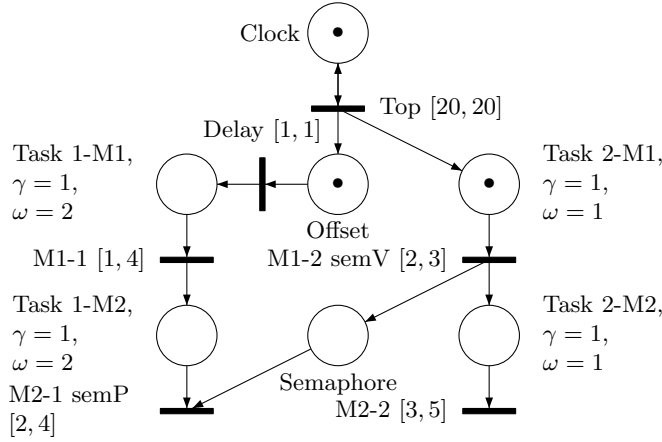 Clock
Top [20, 20]
Delay [1, 1]
Task 1-M1,
γ = 1,
ω = 2
Task 2-M1,
γ = 1,
ω = 1
Offset
M1-1 [1, 4]
M1-2 semV [2, 3]
Task 1-M2,
γ = 1,
ω = 2
Task 2-M2,
γ = 1,
ω = 1
Semaphore
M2-1 semP
[2, 4]
M2-2 [3, 5]